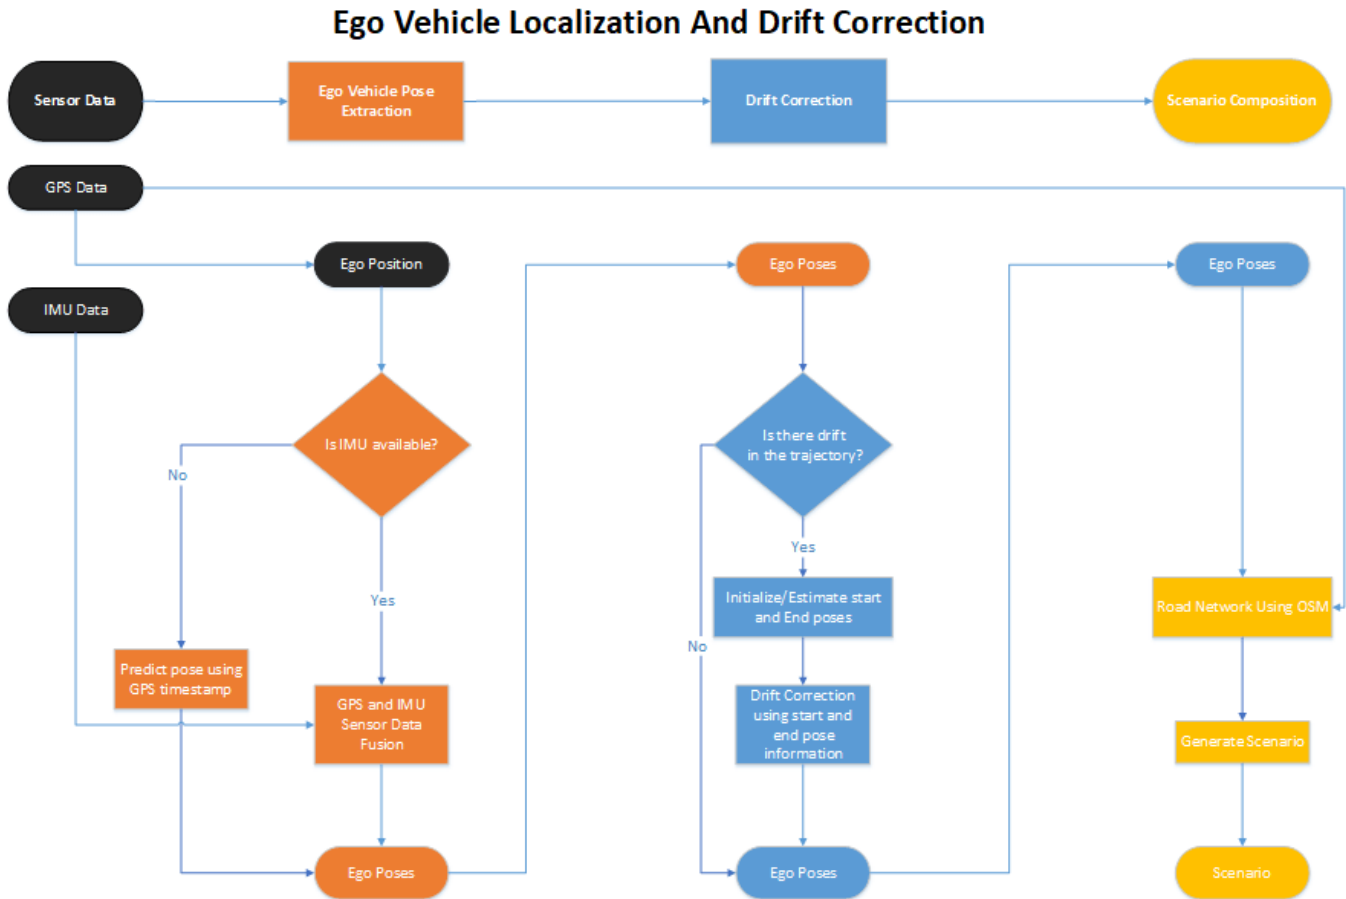 Ego Vehicle Localization And Drift Correction
Sensor Data
Ego Vehicle Pose
Extraction
Drift Correction
Scenario Composition
GPS Data
Ego Position
Ego Poses
Ego Poses
IMU Data
Is IMU available?
Is there drift
in the trajectory?
No
Yes
Yes
Initialize/Estimate start
and End poses
Road Network Using OSM
No
Predict pose using
GPS timestamp
GPS and IMU
Sensor Data
Fusion
Drift Correction
using start and
end pose
information
Generate Scenario
Ego Poses
Ego Poses
Scenario